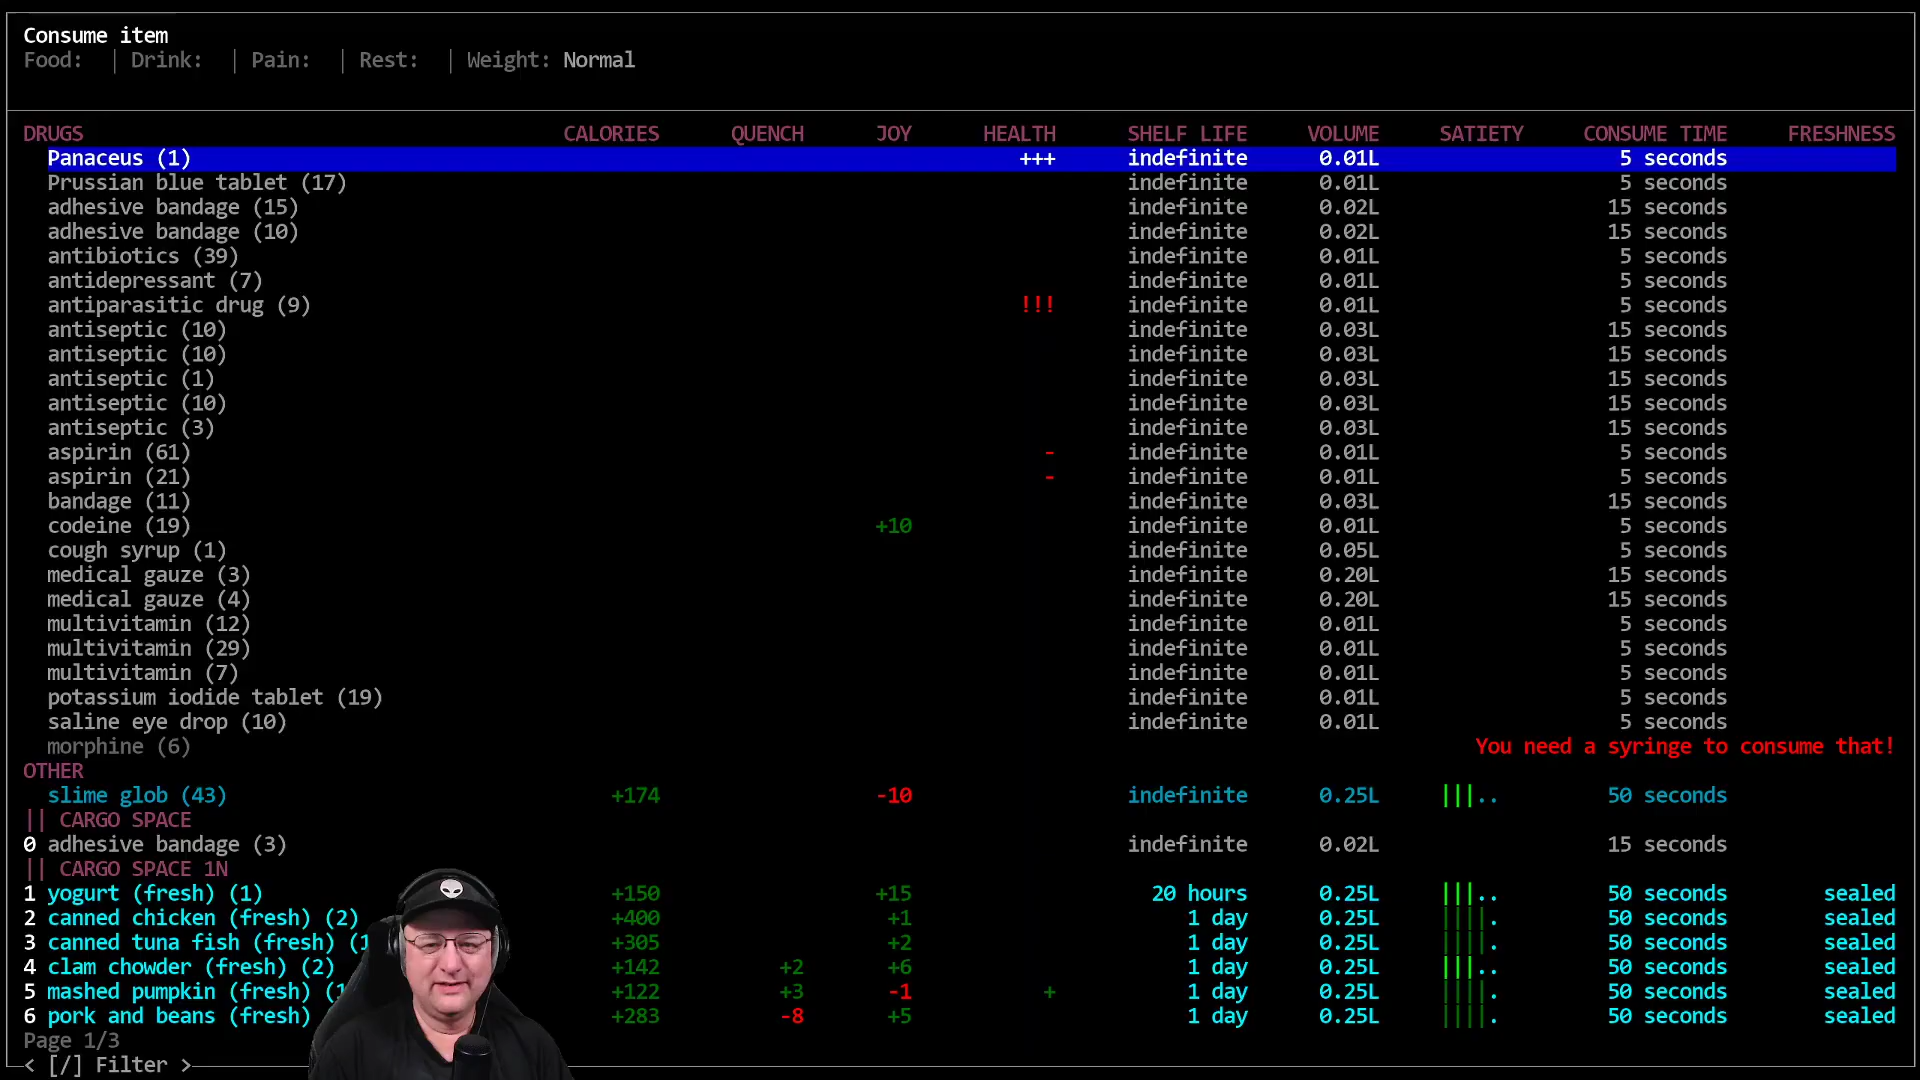 Consume item
Food: | Drink: | Pain: | Rest: | Weight: Normal
DRUGS CALORIES QUENCH JOY HEALTH SHELF LIFE VOLUME SATIETY CONSUME TIME FRESHNESS
Panaceus (1) +++ indefinite 0.01L 5 seconds
Prussian blue tablet (17) indefinite 0.01L 5 seconds
adhesive bandage (15) indefinite 0.02L 15 seconds
adhesive bandage (10) indefinite 0.02L 15 seconds
antibiotics (39) indefinite 0.01L 5 seconds
antidepressant (7) indefinite 0.01L 5 seconds
antiparasitic drug (9) !!! indefinite 0.01L 5 seconds
antiseptic (10) indefinite 0.03L 15 seconds
antiseptic (10) indefinite 0.03L 15 seconds
antiseptic (1) indefinite 0.03L 15 seconds
antiseptic (10) indefinite 0.03L 15 seconds
antiseptic (3) indefinite 0.03L 15 seconds
aspirin (61) - indefinite 0.01L 5 seconds
aspirin (21) - indefinite 0.01L 5 seconds
bandage (11) indefinite 0.03L 15 seconds
codeine (19) +10 indefinite 0.01L 5 seconds
cough syrup (1) indefinite 0.05L 5 seconds
medical gauze (3) indefinite 0.20L 15 seconds
medical gauze (4) indefinite 0.20L 15 seconds
multivitamin (12) indefinite 0.01L 5 seconds
multivitamin (29) indefinite 0.01L 5 seconds
multivitamin (7) indefinite 0.01L 5 seconds
potassium iodide tablet (19) indefinite 0.01L 5 seconds
saline eye drop (10) indefinite 0.01L 5 seconds
morphine (6) You need a syringe to consume that!
OTHER
slime glob (43) +174 -10 indefinite 0.25L |||.. 50 seconds
|| CARGO SPACE
0 adhesive bandage (3) indefinite 0.02L 15 seconds
|| CARGO SPACE 1N
1 yogurt (fresh) (1) +150 +15 20 hours 0.25L |||.. 50 seconds sealed
2 canned chicken (fresh) (2) +400 +1 1 day 0.25L ||||. 50 seconds sealed
3 canned tuna fish (fresh) (1 +305 +2 1 day 0.25L ||||. 50 seconds sealed
4 clam chowder (fresh) (2) +142 +2 +6 1 day 0.25L |||.. 50 seconds sealed
5 mashed pumpkin (fresh) (1 +122 +3 -1 + 1 day 0.25L ||||. 50 seconds sealed
6 pork and beans (fresh) +283 -8 +5 1 day 0.25L ||||. 50 seconds sealed
Page 1/3
< [/] Filter >